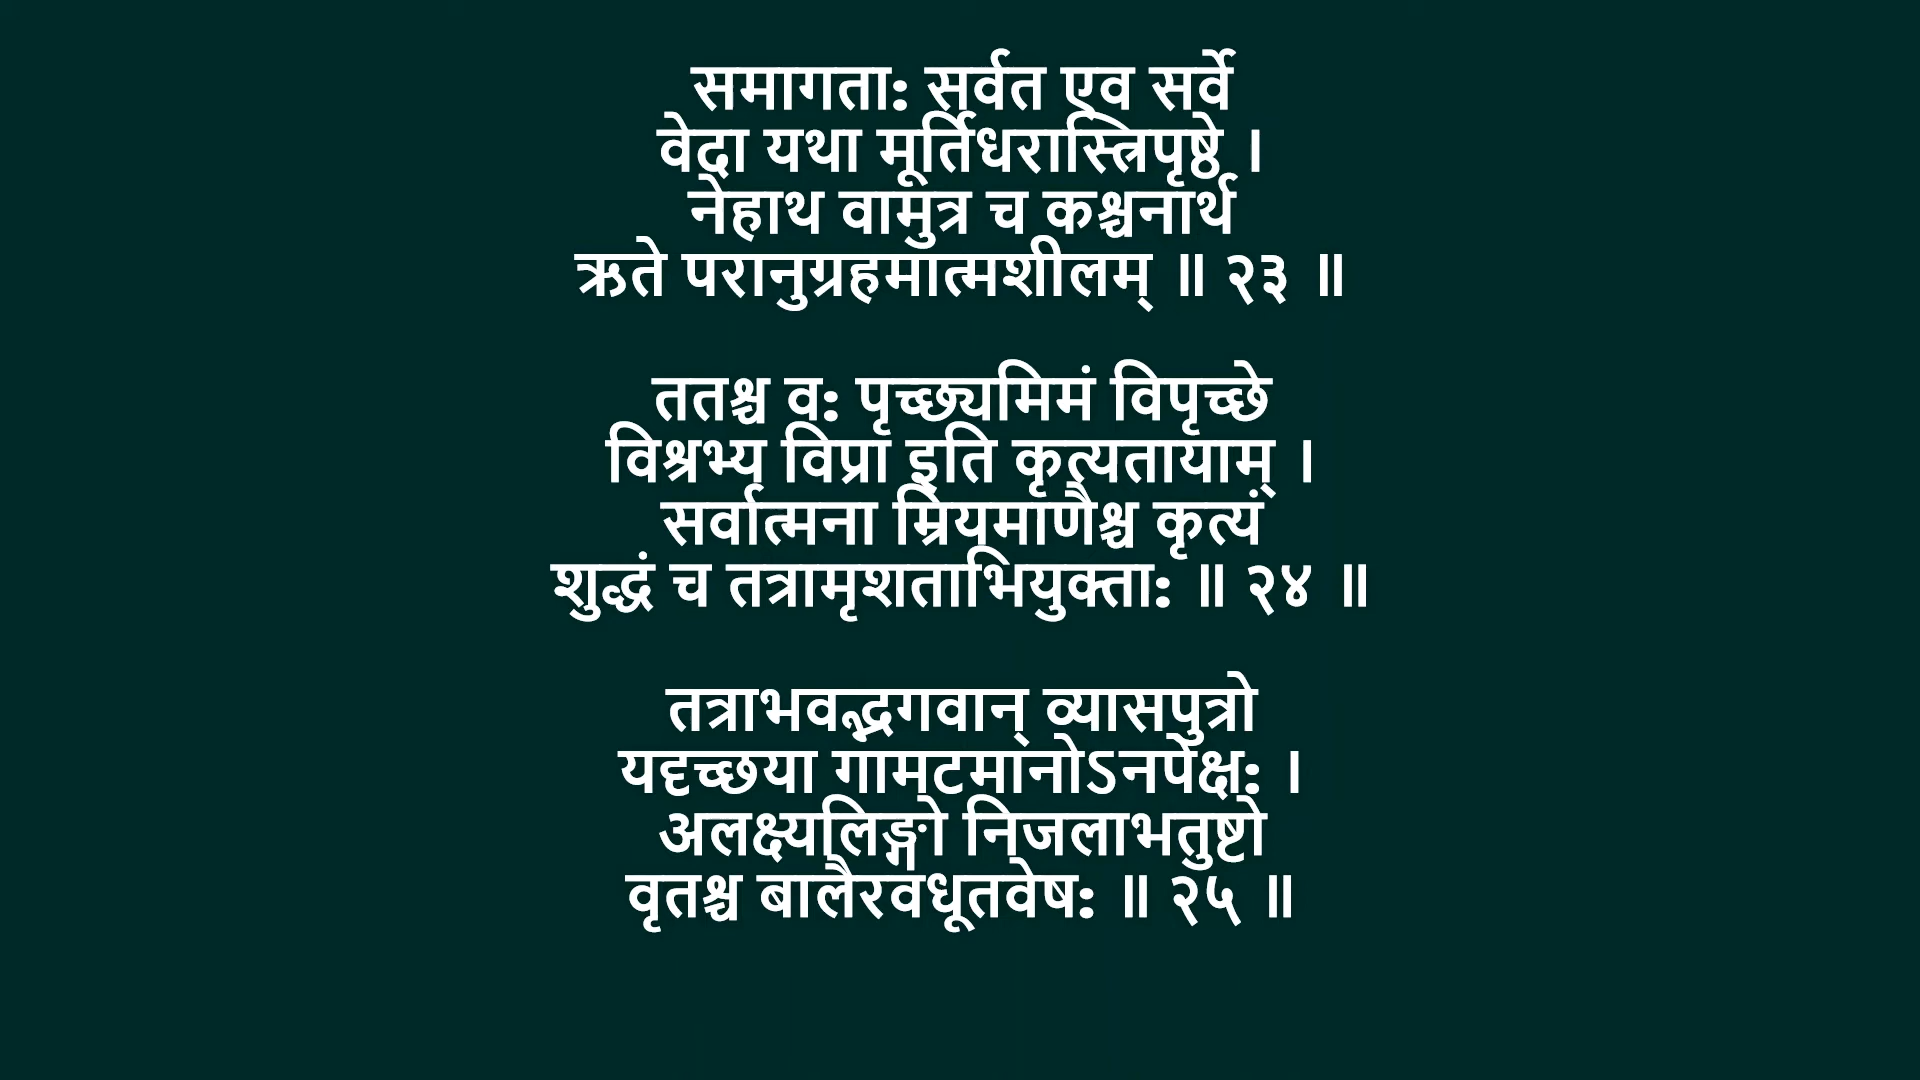 समागता: सर्वत एव सर्वे
वेदा यथा मूर्तिधरास्त्रिपृष्ठे ।
नेहाथ वामुत्र च कश्चनार्थ
ऋते परानुग्रहमात्मशीलम् ॥ २३ ॥
ततश्च व: पृच्छ्यमिमं विपृच्छे
विश्रभ्य विप्रा इति कृत्यतायाम् ।
सर्वात्मना म्रियमाणैश्च कृत्यं
शुद्धं च तत्रामृशताभियुक्ता: ॥ २४ ॥
तत्राभवद्भगवान् व्यासपुत्रो
यदृच्छया गामटमानोऽनपेक्ष: ।
अलक्ष्यलिङ्गो निजलाभतुष्टो
वृतश्च बालैरवधूतवेष: ॥ २५ ॥